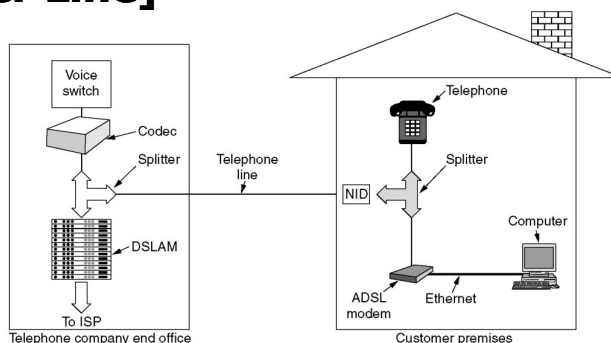 Voice
switch
Codec
Splitter
DSLAM
To ISP
Telephone company end office
Telephone
line
Telephone
Splitter
NID
Computer
ADSL
modem
Ethernet
Customer premises